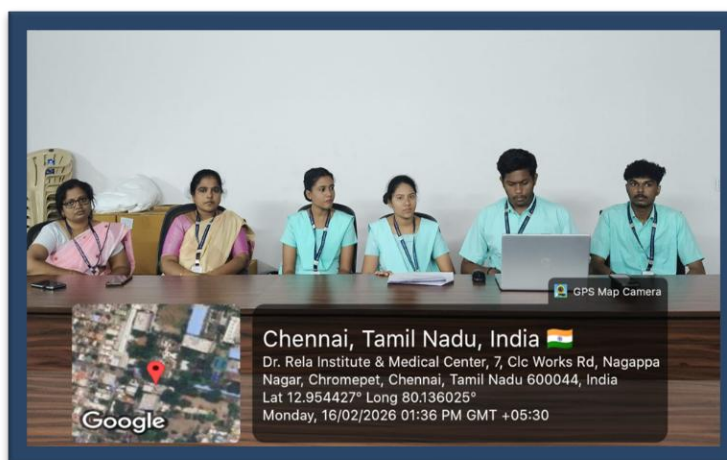 GPS Map Camera
Chennai, Tamil Nadu, India
Dr. Rela Institute & Medical Center, 7, Clc Works Rd, Nagappa
Nagar, Chromepet, Chennai, Tamil Nadu 600044, India
Lat 12.954427° Long 80.136025°
Monday, 16/02/2026 01:36 PM GMT +05:30
Google